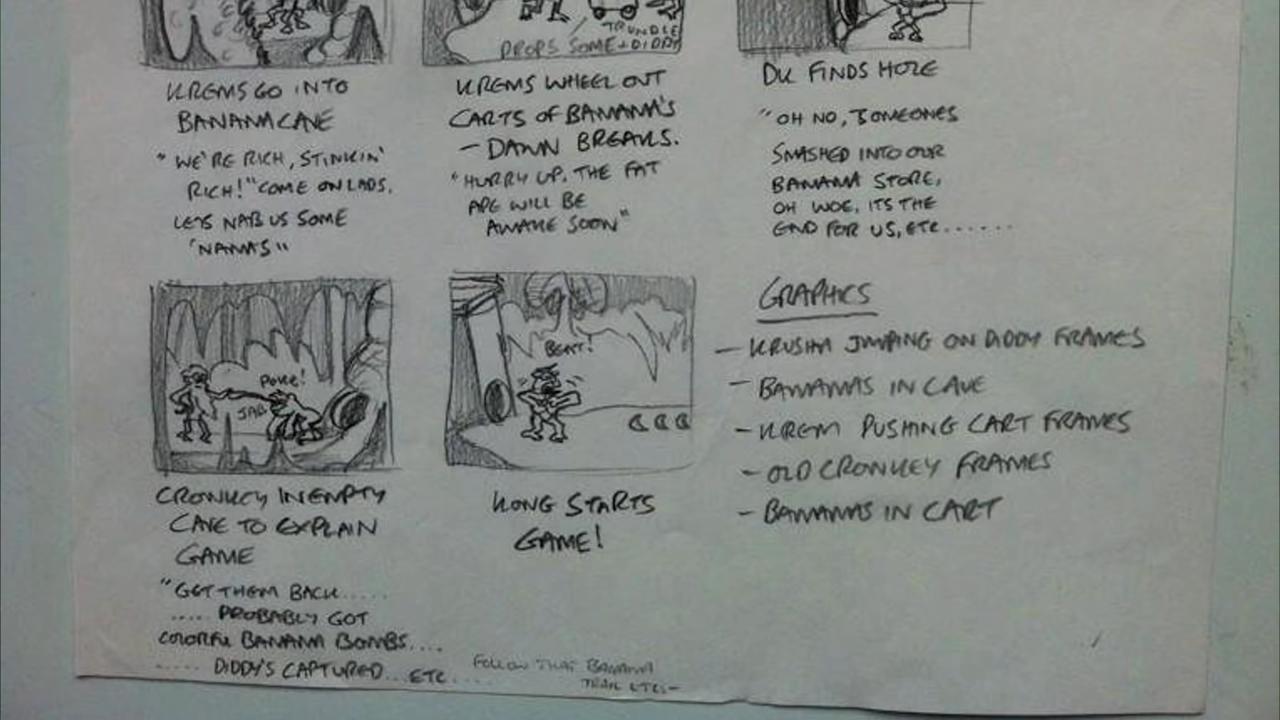 TRUNDLE
DROPS SOME + DIDDY
KREMS GO INTO
BANANA CAVE
"WE'RE RICH, STINKIN'
RICH!" COME ON LADS,
LETS NAB US SOME
'NANA'S"
KREMS WHEEL OUT
CARTS OF BANANA'S
- DAWN BREAKS.
"HURRY UP, THE FAT
APE WILL BE
AWAKE SOON"
DK FINDS HOLE
"OH NO, SOMEONES
SMASHED INTO OUR
BANANA STORE,
OH WOE, ITS THE
END FOR US, ETC......
POKE!
JAB
CRONKEY IN EMPTY
CAVE TO EXPLAIN
GAME
"GET THEM BACK.....
.... PROBABLY GOT
COLORFUL BANANA BOMBS....
..... DIDDY'S CAPTURED... ETC.....
BEAT!
KONG STARTS
GAME!
FOLLOW THAT BANANA
TRAIL ETC:-
GRAPHICS
- KRUSHA JUMPING ON DIDDY FRAMES
- BANANAS IN CAVE
- KREM PUSHING CART FRAMES
- OLD CRONKEY FRAMES
- BANANAS IN CART